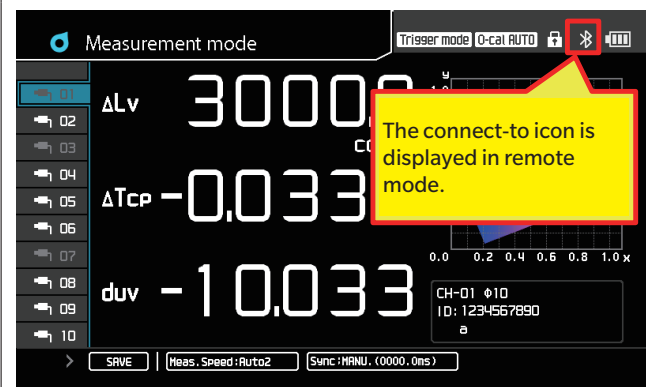 Measurement mode
Trigger mode 0-cal AUTO
01
02
03
04
05
06
07
08
09
10
ΔLv 3000.
y
The connect-to icon is
displayed in remote
mode.
ΔTcp -0.033
0.0 0.2 0.4 0.6 0.8 1.0 x
duv -10.033
CH-01 Φ10
ID: 1234567890
a
> SAVE Meas.Speed:Auto2 Sync:MANU.(0000.0ms)